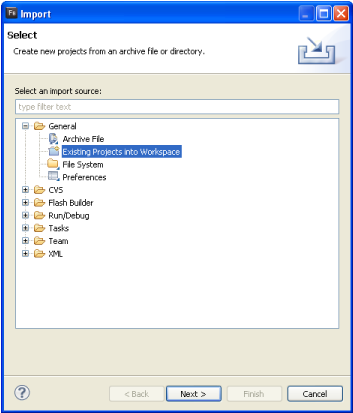 Fx Import
Select
Create new projects from an archive file or directory.
Select an import source:
type filter text
General
Archive File
Existing Projects into Workspace
File System
Preferences
CVS
Flash Builder
Run/Debug
Tasks
Team
XML
? < Back Next > Finish Cancel